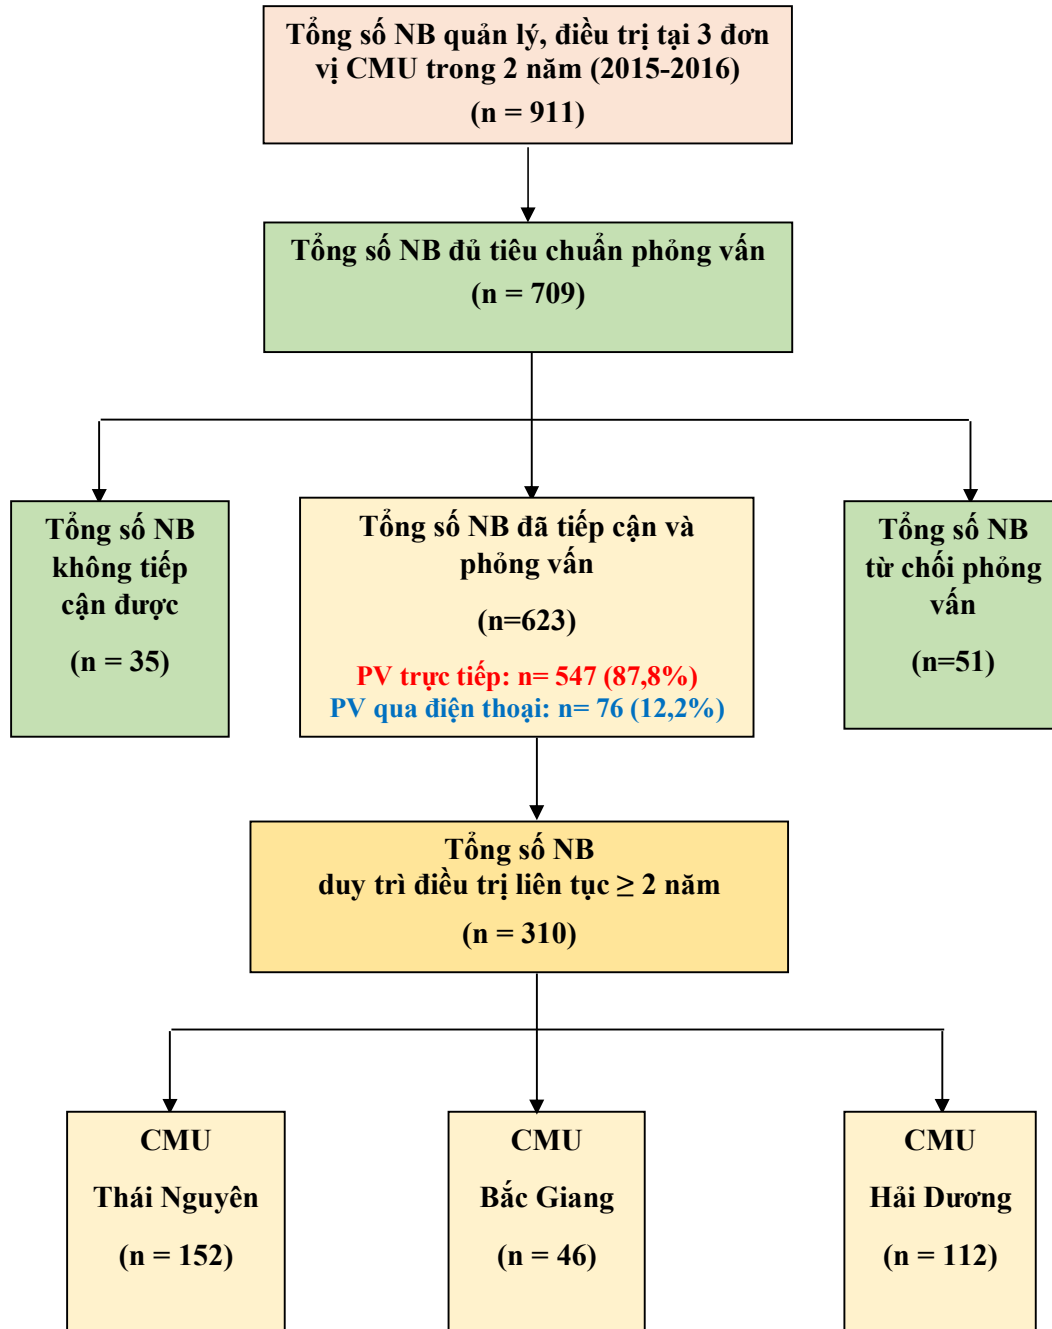 Tổng số NB quản lý, điều trị tại 3 đơn
vị CMU trong 2 năm (2015-2016)
(n = 911)
Tổng số NB đủ tiêu chuẩn phỏng vấn
(n = 709)
Tổng số NB
không tiếp
cận được
(n = 35)
Tổng số NB đã tiếp cận và
phỏng vấn
(n=623)
PV trực tiếp: n= 547 (87,8%)
PV qua điện thoại: n= 76 (12,2%)
Tổng số NB
từ chối phỏng
vấn
(n=51)
Tổng số NB
duy trì điều trị liên tục ≥ 2 năm
(n = 310)
CMU
Thái Nguyên
(n = 152)
CMU
Bắc Giang
(n = 46)
CMU
Hải Dương
(n = 112)